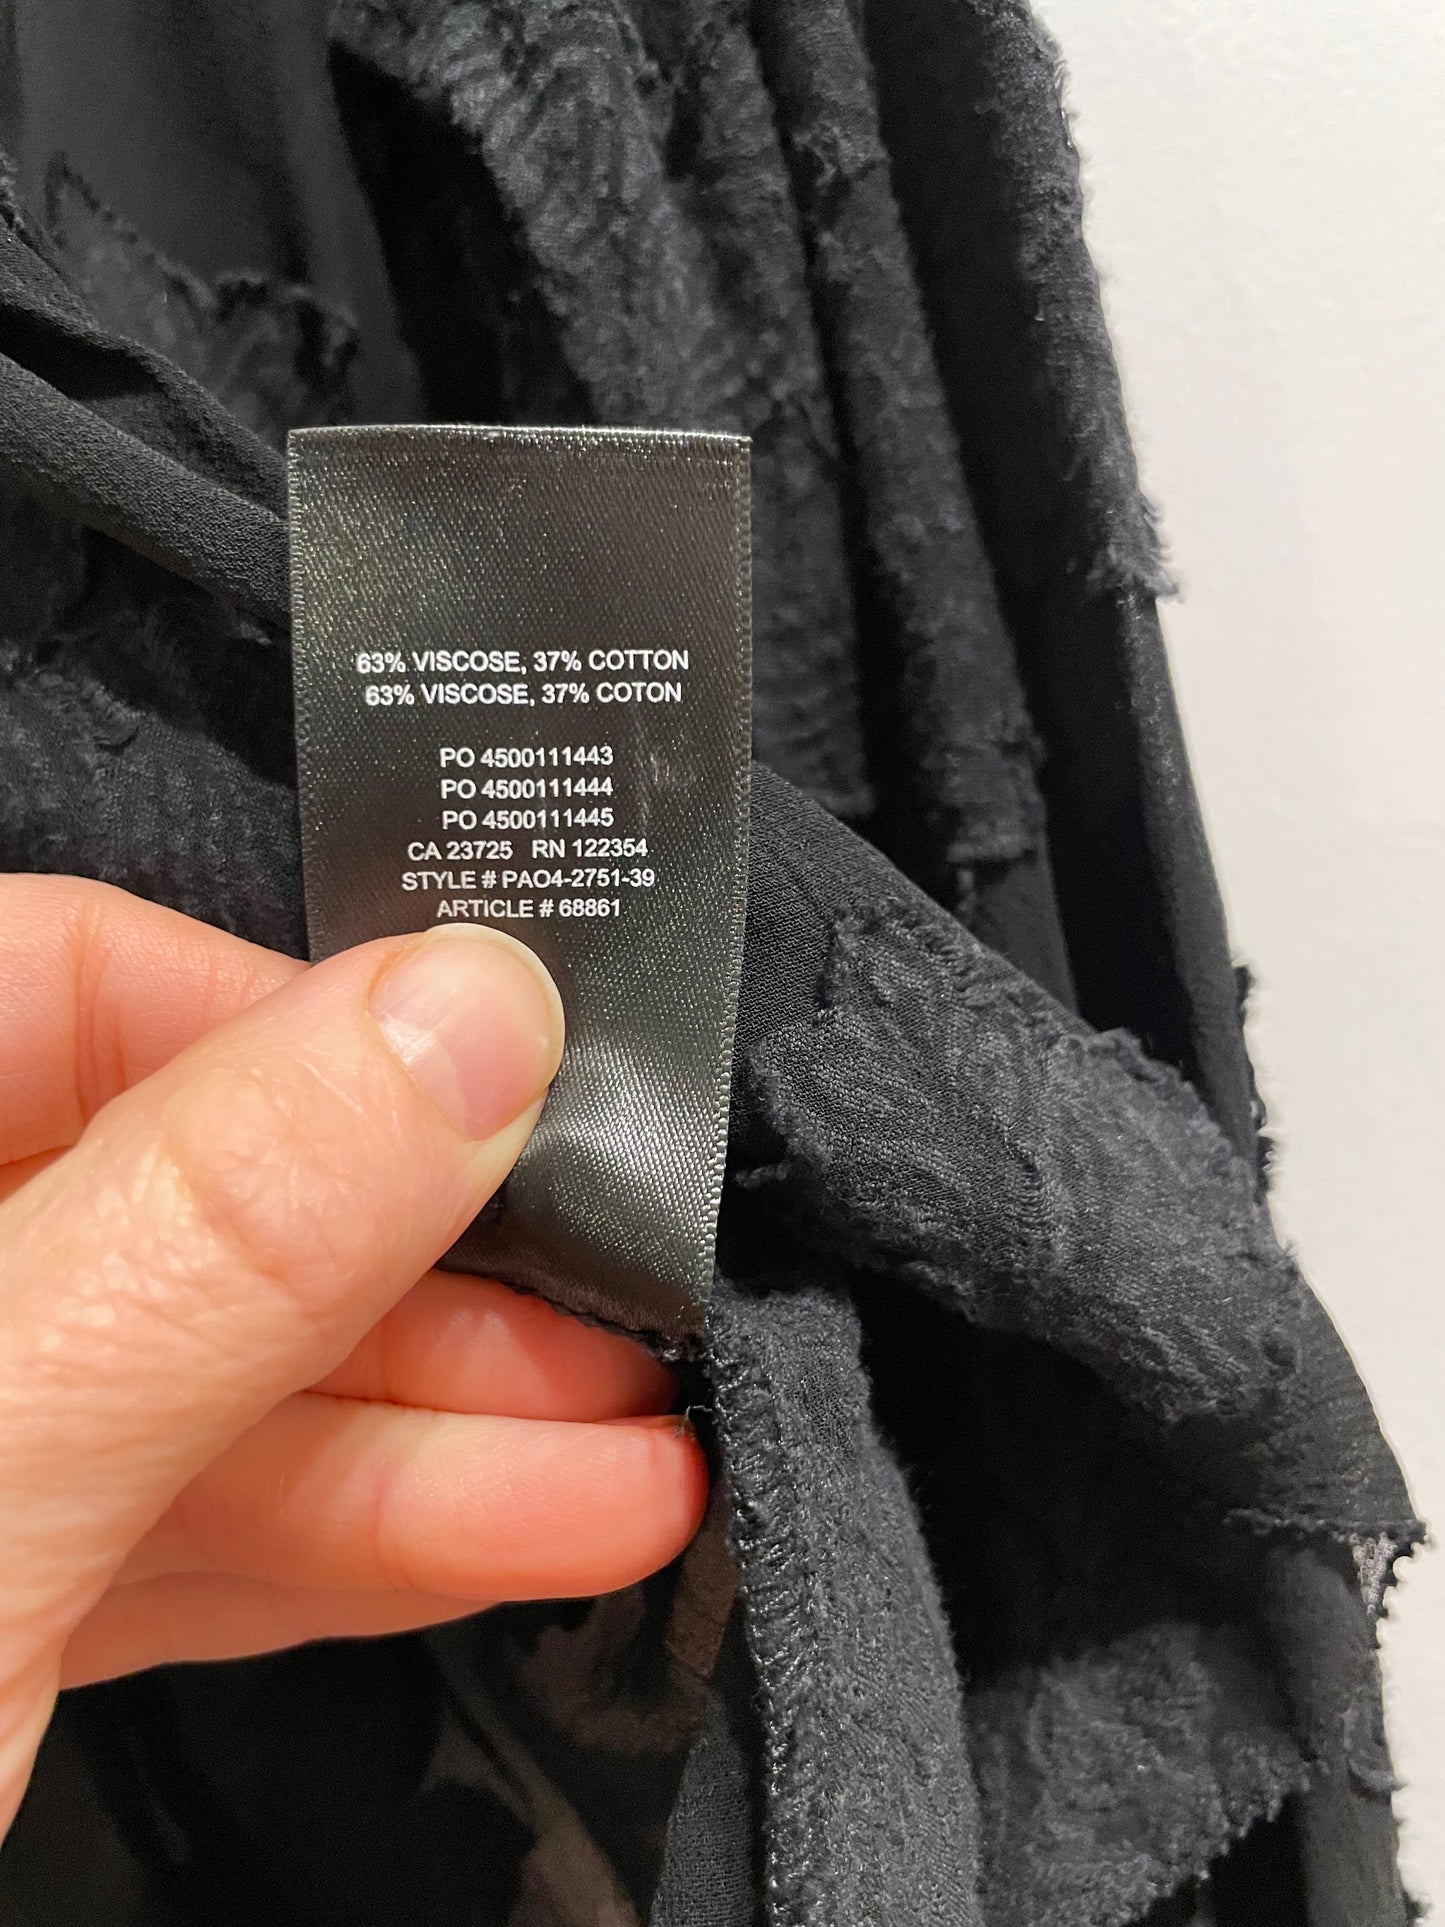 63% VISCOSE, 37% COTTON
63% VISCOSE, 37% COTON
PO 4500111443
PO 4500111444
PO 4500111445
CA 23725 RN 122354
STYLE # PAO4-2751-39
ARTICLE # 68861